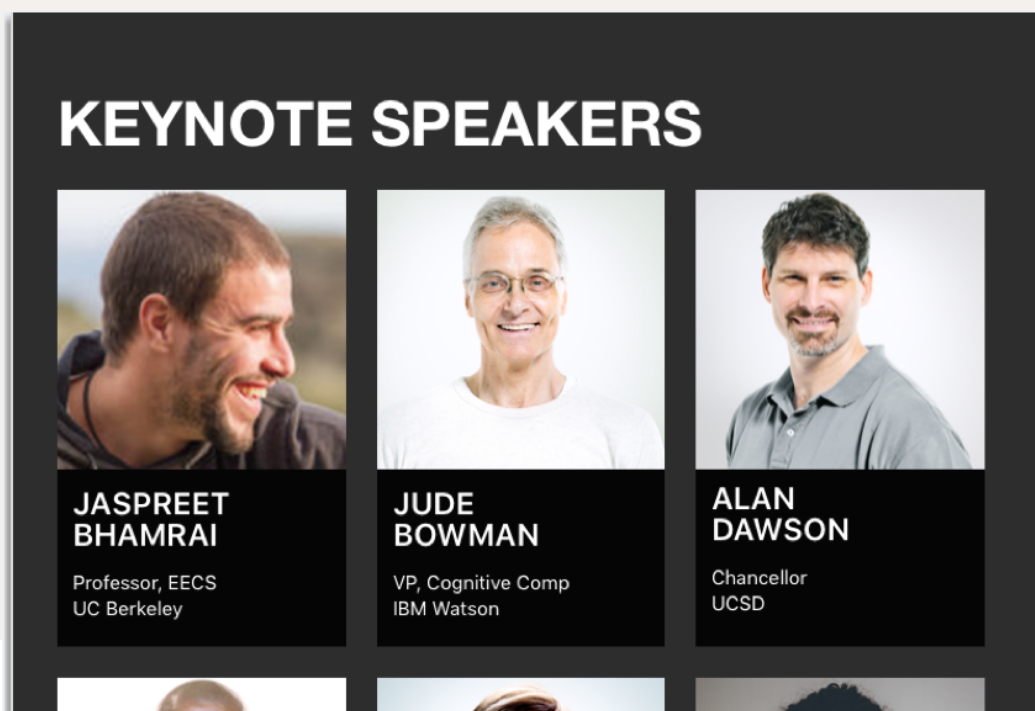 KEYNOTE SPEAKERS
JASPREET
BHAMRAI
Professor, EECS
UC Berkeley
JUDE
BOWMAN
VP, Cognitive Comp
IBM Watson
ALAN
DAWSON
Chancellor
UCSD